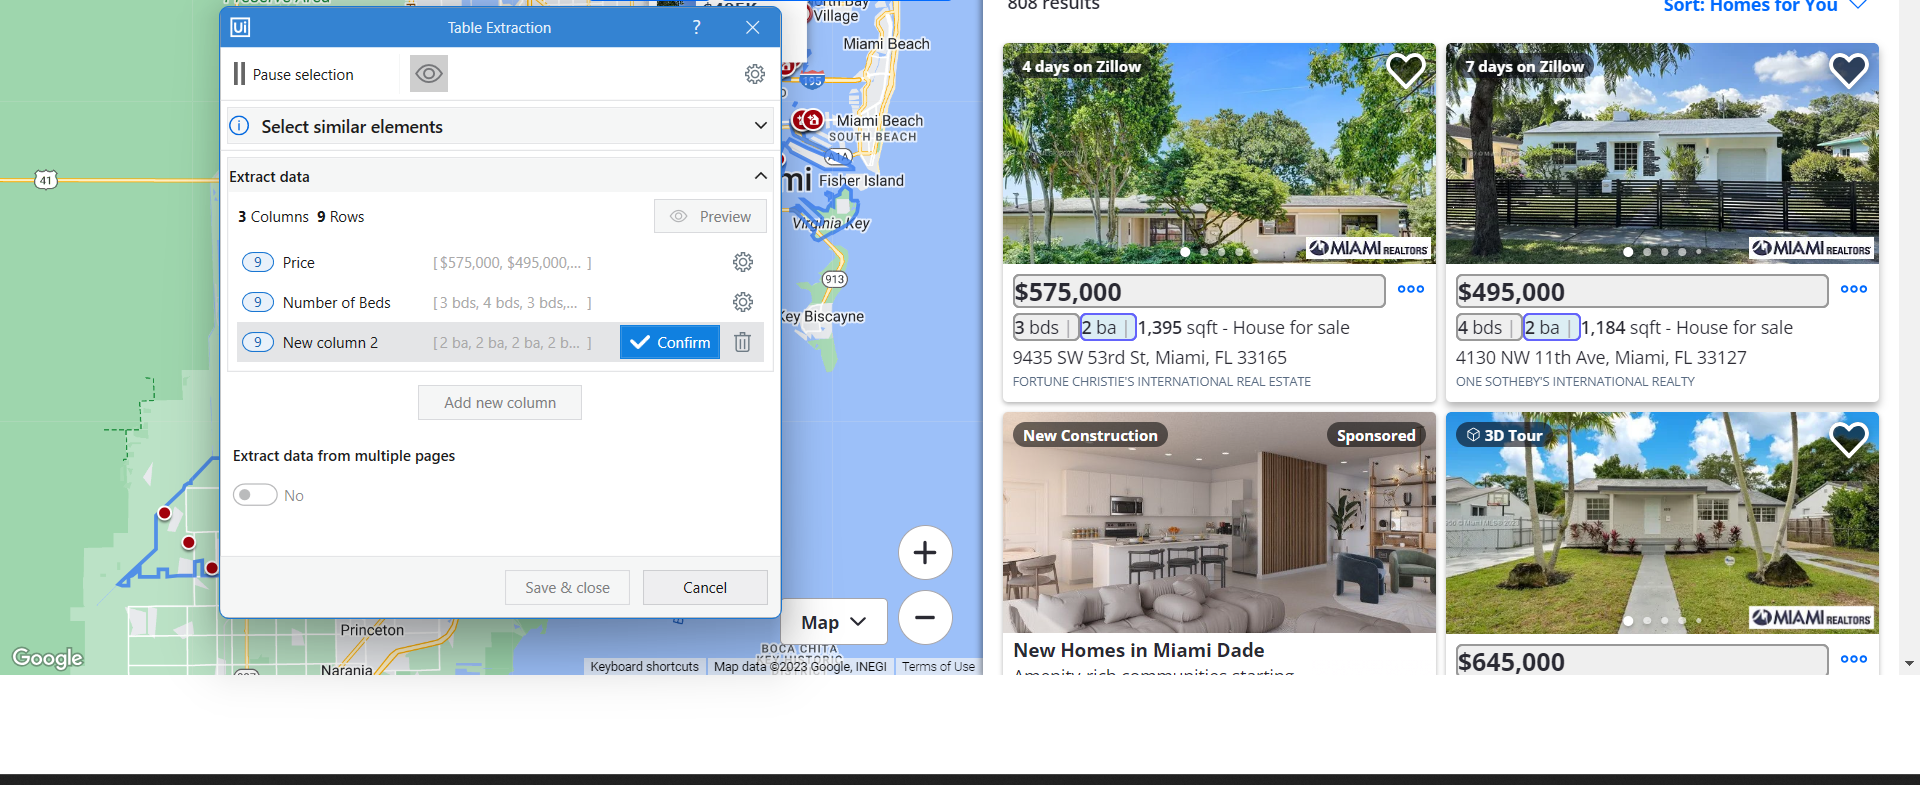 Ui Table Extraction ?
Pause selection
Select similar elements
Extract data
3 Columns 9 Rows
Preview
9 Price [ $575,000, $495,000,... ]
9 Number of Beds [ 3 bds, 4 bds, 3 bds,... ]
9 New column 2 [ 2 ba, 2 ba, 2 ba, 2 b... ] Confirm
Add new column
Extract data from multiple pages
No
Save & close Cancel
Village
Miami Beach
195
Miami Beach
SOUTH BEACH
A1A
mi Fisher Island
Virginia Key
913
Key Biscayne
41
Map
BOCA CHITA
Princeton
Narania
Google
Keyboard shortcuts Map data ©2023 Google, INEGI Terms of Use
808 results
Sort: Homes for You
4 days on Zillow
MIAMI REALTORS
$575,000
3 bds | 2 ba | 1,395 sqft - House for sale
9435 SW 53rd St, Miami, FL 33165
FORTUNE CHRISTIE'S INTERNATIONAL REAL ESTATE
7 days on Zillow
MIAMI REALTORS
$495,000
4 bds | 2 ba | 1,184 sqft - House for sale
4130 NW 11th Ave, Miami, FL 33127
ONE SOTHEBY'S INTERNATIONAL REALTY
New Construction Sponsored
New Homes in Miami Dade
Amenity-rich communities starting
3D Tour
MIAMI REALTORS
$645,000